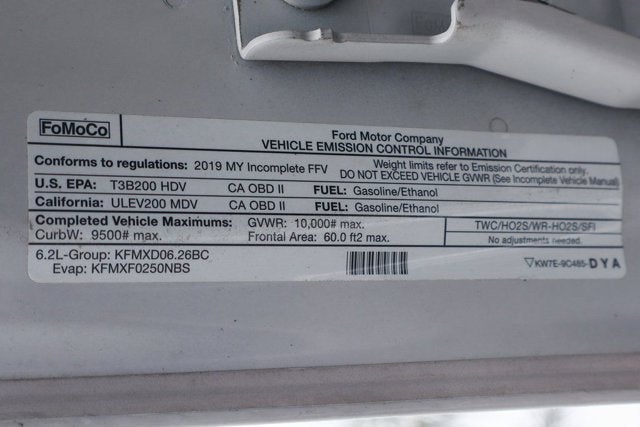 FoMoCo
Ford Motor Company
VEHICLE EMISSION CONTROL INFORMATION
Conforms to regulations: 2019 MY Incomplete FFV
Weight limits refer to Emission Certification only.
DO NOT EXCEED VEHICLE GVWR (See Incomplete Vehicle Manual)
U.S. EPA: T3B200 HDV CA OBD II FUEL: Gasoline/Ethanol
California: ULEV200 MDV CA OBD II FUEL: Gasoline/Ethanol
Completed Vehicle Maximums: GVWR: 10,000# max.
CurbW: 9500# max. Frontal Area: 60.0 ft2 max.
TWC/HO2S/WR-HO2S/SFI
No adjustments needed.
6.2L-Group: KFMXD06.26BC
Evap: KFMXF0250NBS
▽KW7E-9C485-DYA